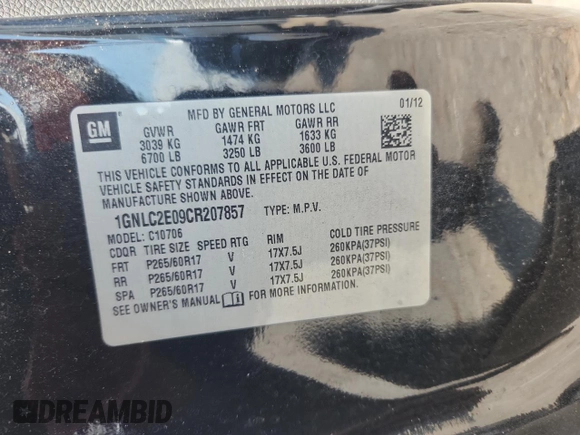 GM
MFD BY GENERAL MOTORS LLC
01/12
GVWR GAWR FRT GAWR RR
3039 KG 1474 KG 1633 KG
6700 LB 3250 LB 3600 LB
THIS VEHICLE CONFORMS TO ALL APPLICABLE U.S. FEDERAL MOTOR
VEHICLE SAFETY STANDARDS IN EFFECT ON THE DATE OF
MANUFACTURE SHOWN ABOVE.
1GNLC2E09CR207857 TYPE: M.P.V.
MODEL: C10706
CDQR TIRE SIZE SPEED RTG RIM COLD TIRE PRESSURE
FRT P265/60R17 V 17X7.5J 260KPA(37PSI)
RR P265/60R17 V 17X7.5J 260KPA(37PSI)
SPA P265/60R17 V 17X7.5J 260KPA(37PSI)
SEE OWNER'S MANUAL FOR MORE INFORMATION.
DREAMBID